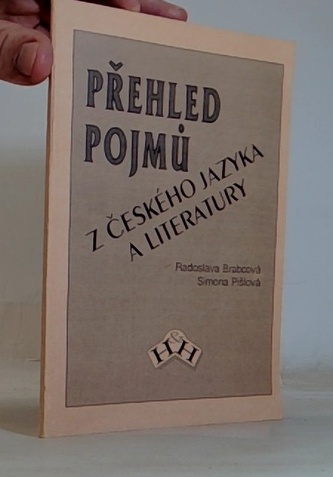 PŘEHLED
POJMŮ
Z ČESKÉHO JAZYKA
A LITERATURY
Radoslava Brabcová
Simona Pišlová
H&H